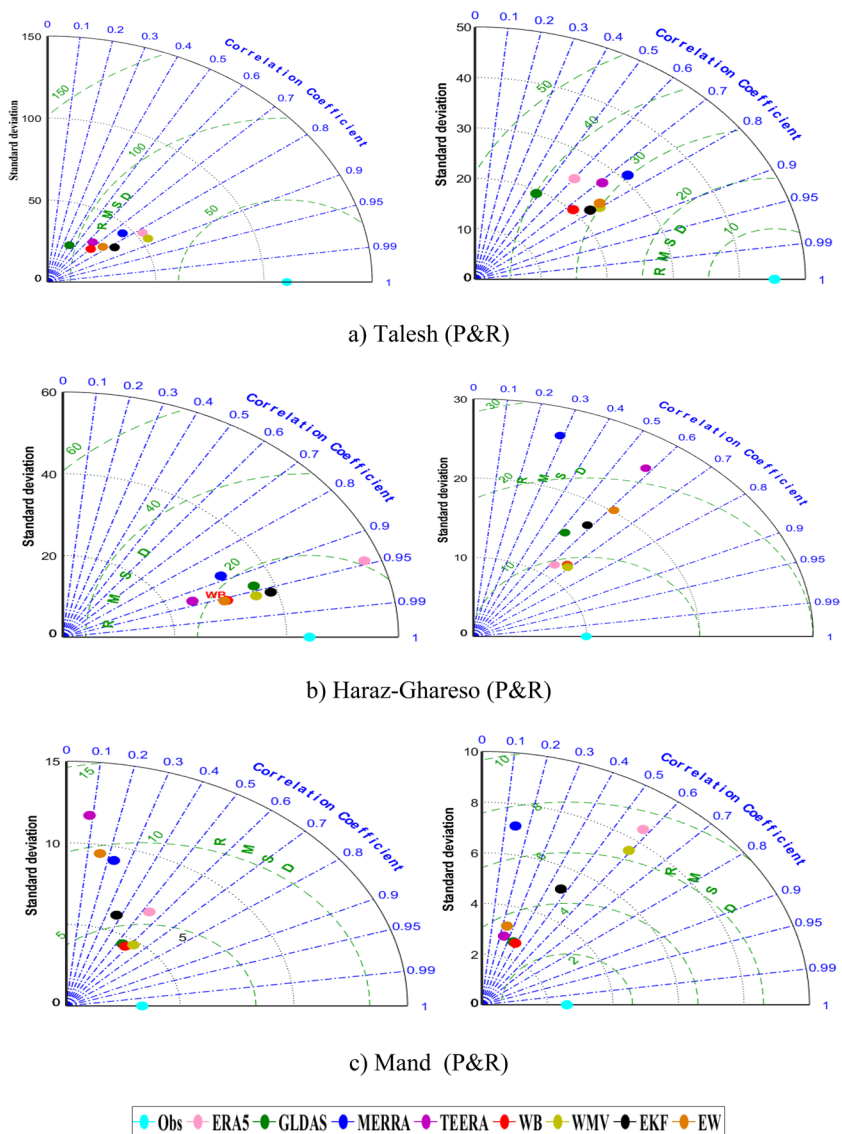 150
100
50
0
Standard deviation
0 0.1 0.2 0.3 0.4 0.5 0.6 0.7 0.8 0.9 0.95 0.99 1
Correlation Coefficient
150
100
50
RMSD
50
40
30
20
10
0
Standard deviation
0 0.1 0.2 0.3 0.4 0.5 0.6 0.7 0.8 0.9 0.95 0.99 1
Correlation Coefficient
50
40
30
20
10
RMSD
a) Talesh (P&R)
60
40
20
0
Standard deviation
0 0.1 0.2 0.3 0.4 0.5 0.6 0.7 0.8 0.9 0.95 0.99 1
Correlation Coefficient
60
40
20
RMSD
WB
30
20
10
0
Standard deviation
0 0.1 0.2 0.3 0.4 0.5 0.6 0.7 0.8 0.9 0.95 0.99 1
Correlation Coefficient
30
20
10
RMSD
b) Haraz-Ghareso (P&R)
15
10
5
0
Standard deviation
0 0.1 0.2 0.3 0.4 0.5 0.6 0.7 0.8 0.9 0.95 0.99 1
Correlation Coefficient
15
10
5
RMSD
5
10
8
6
4
2
0
Standard deviation
0 0.1 0.2 0.3 0.4 0.5 0.6 0.7 0.8 0.9 0.95 0.99 1
Correlation Coefficient
10
8
6
4
2
RMSD
c) Mand (P&R)
Obs ERA5 GLDAS MERRA TEERA WB WMV EKF EW